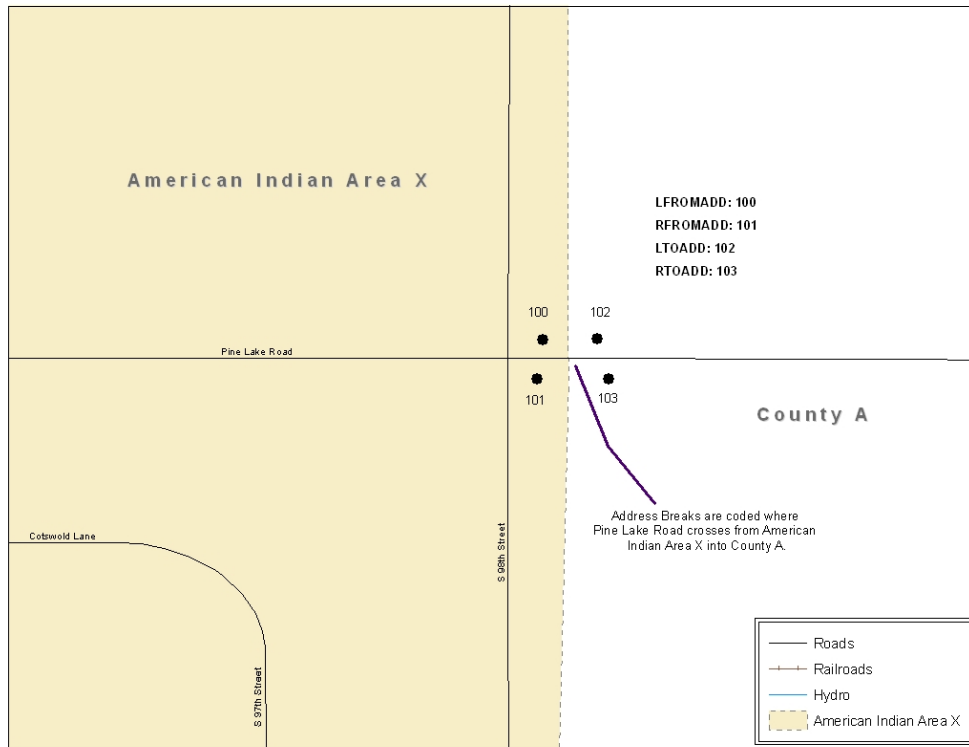 American Indian Area X
LFROMADD: 100
RFROMADD: 101
LTOADD: 102
RTOADD: 103
100
102
Pine Lake Road
101
103
County A
Address Breaks are coded where
Pine Lake Road crosses from American
Indian Area X into County A.
Cotswold Lane
S 98th Street
S 97th Street
Roads
Railroads
Hydro
American Indian Area X